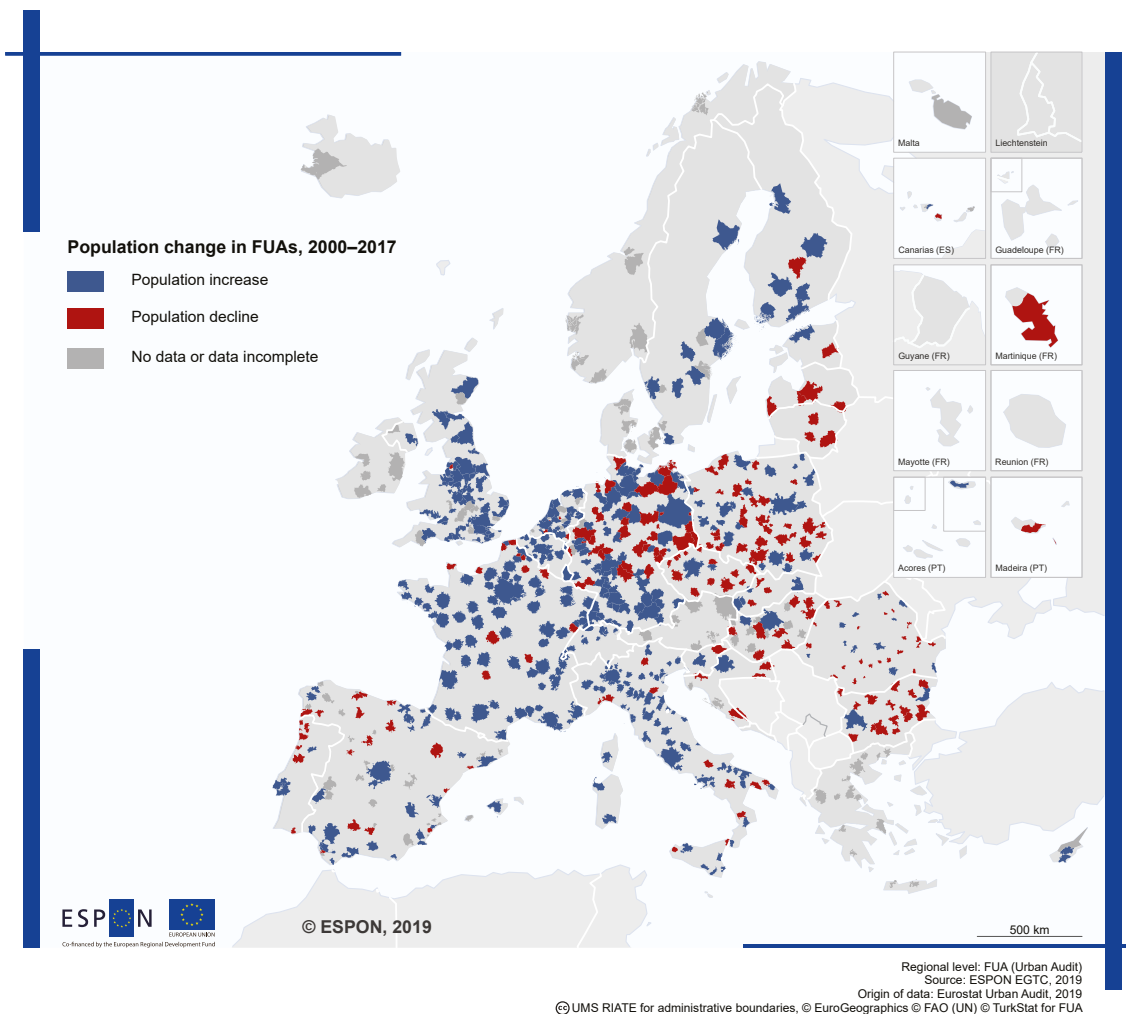 Population change in FUAs, 2000–2017
Population increase
Population decline
No data or data incomplete
Malta
Liechtenstein
Canarias (ES)
Guadeloupe (FR)
Guyane (FR)
Martinique (FR)
Mayotte (FR)
Reunion (FR)
Acores (PT)
Madeira (PT)
ESPON
EUROPEAN UNION
Co-financed by the European Regional Development Fund
© ESPON, 2019
500 km
Regional level: FUA (Urban Audit)
Source: ESPON EGTC, 2019
Origin of data: Eurostat Urban Audit, 2019
(cc) UMS RIATE for administrative boundaries, © EuroGeographics © FAO (UN) © TurkStat for FUA